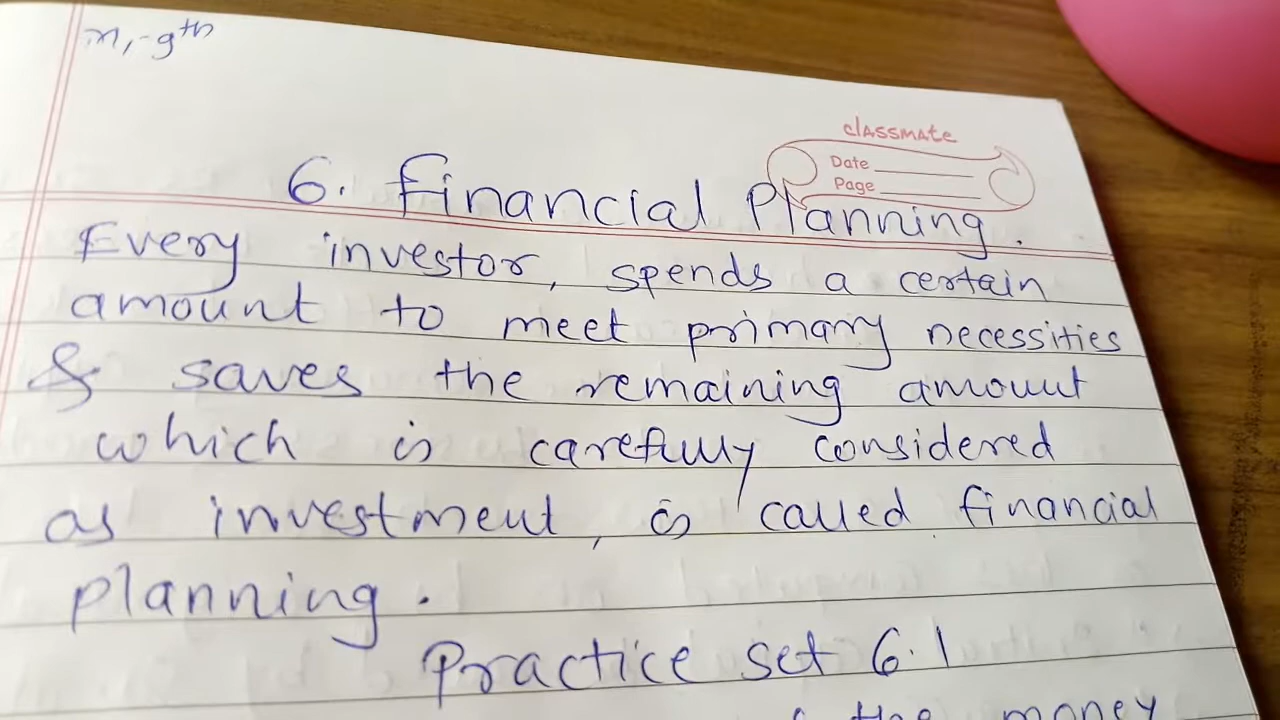 m,-9th
classmate
Date
Page
6. Financial Planning.
Every investor, spends a certain
amount to meet primary necessities
& saves the remaining amount
which is carefully considered
as investment, is called financial
planning.
Practice set 6.1
the money